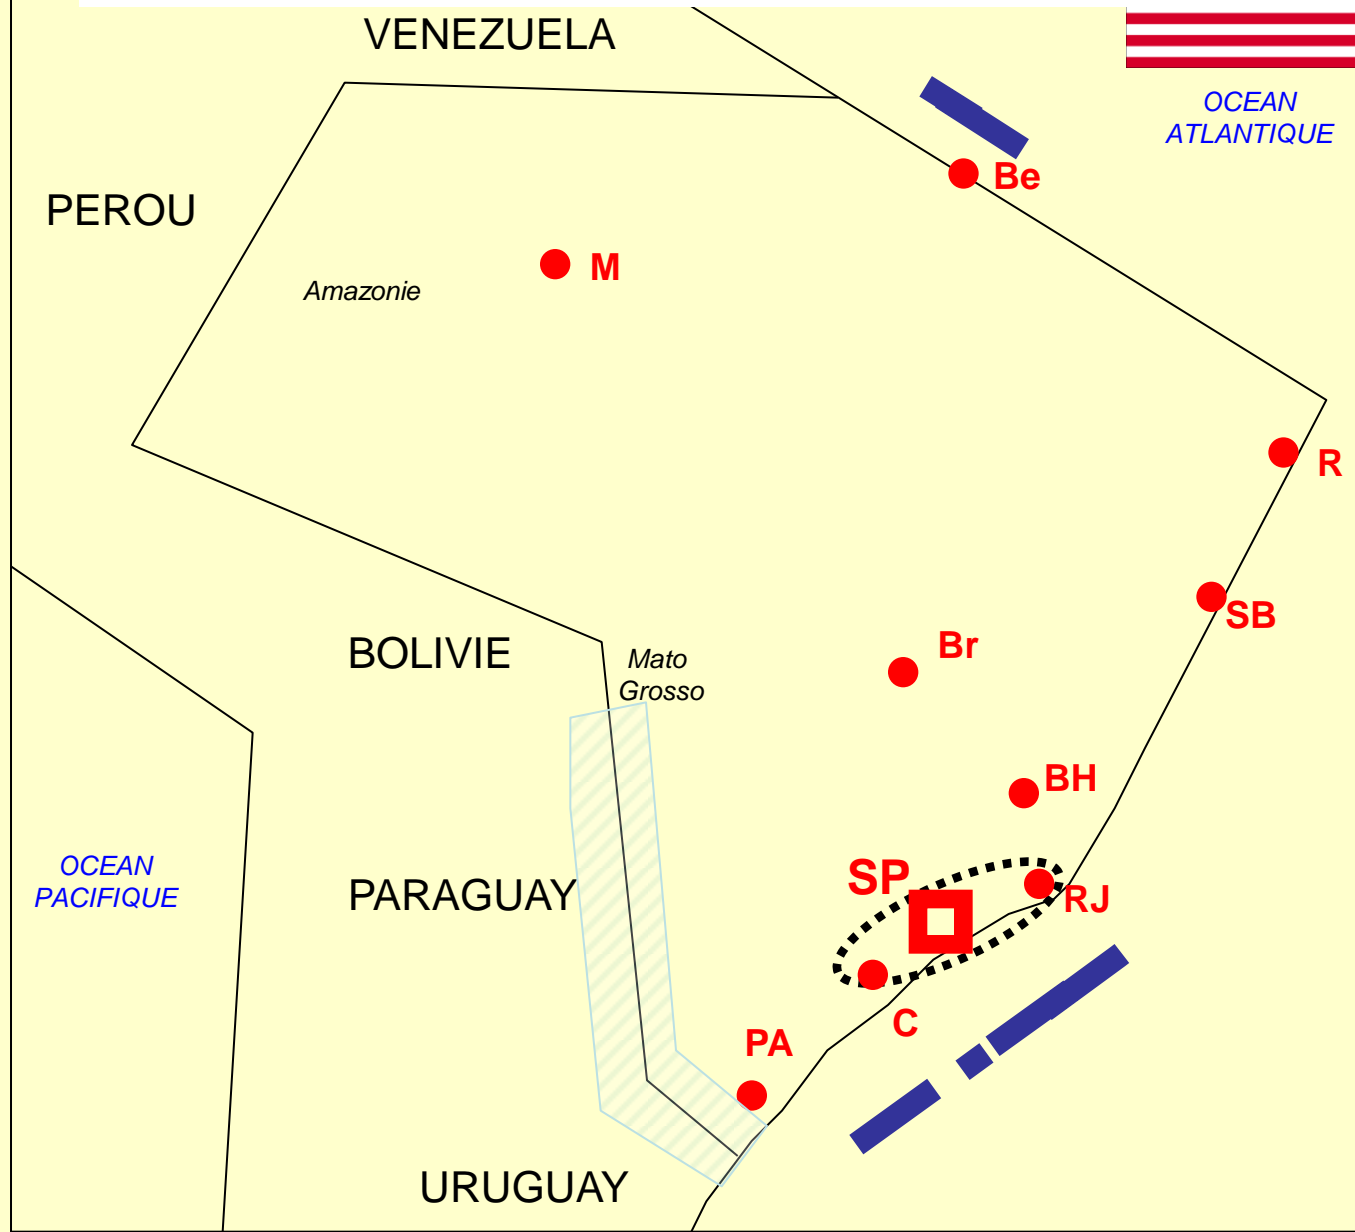 VENEZUELA
OCEAN
ATLANTIQUE
Be
PEROU
M
Amazonie
R
SB
Br
BOLIVIE
Mato
Grosso
BH
OCEAN
PACIFIQUE
PARAGUAY
SP
RJ
C
PA
URUGUAY